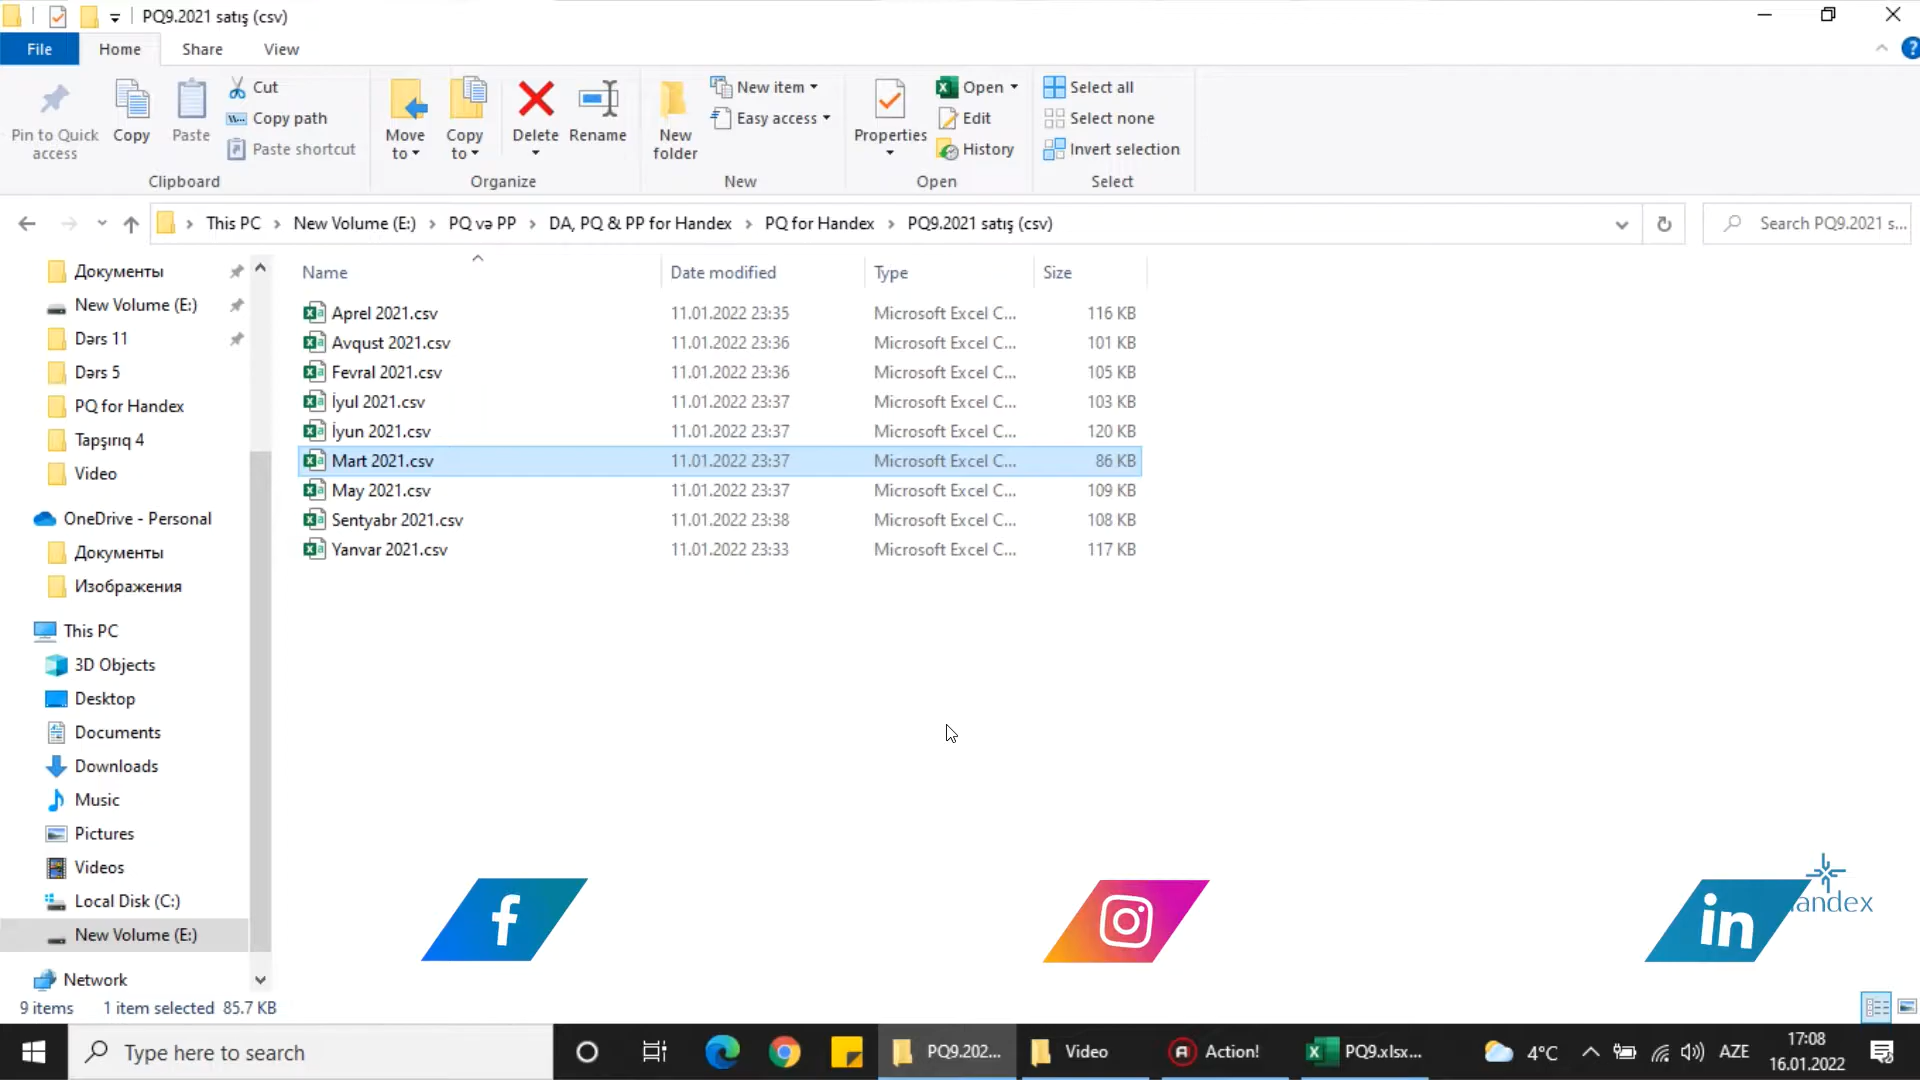 PQ9.2021 satış (csv)
File Home Share View
Pin to Quick access
Copy
Paste
Cut
Copy path
Paste shortcut
Clipboard
Move to
Copy to
Delete
Rename
Organize
New folder
New item
Easy access
New
Properties
Open
Edit
History
Open
Select all
Select none
Invert selection
Select
This PC > New Volume (E:) > PQ və PP > DA, PQ & PP for Handex > PQ for Handex > PQ9.2021 satış (csv)
Search PQ9.2021 s...
Документы
New Volume (E:)
Dərs 11
Dərs 5
PQ for Handex
Tapşırıq 4
Video
OneDrive - Personal
Документы
Изображения
This PC
3D Objects
Desktop
Documents
Downloads
Music
Pictures
Videos
Local Disk (C:)
New Volume (E:)
Network
Name Date modified Type Size
Aprel 2021.csv 11.01.2022 23:35 Microsoft Excel C... 116 KB
Avqust 2021.csv 11.01.2022 23:36 Microsoft Excel C... 101 KB
Fevral 2021.csv 11.01.2022 23:36 Microsoft Excel C... 105 KB
İyul 2021.csv 11.01.2022 23:37 Microsoft Excel C... 103 KB
İyun 2021.csv 11.01.2022 23:37 Microsoft Excel C... 120 KB
Mart 2021.csv 11.01.2022 23:37 Microsoft Excel C... 86 KB
May 2021.csv 11.01.2022 23:37 Microsoft Excel C... 109 KB
Sentyabr 2021.csv 11.01.2022 23:38 Microsoft Excel C... 108 KB
Yanvar 2021.csv 11.01.2022 23:33 Microsoft Excel C... 117 KB
f
in
andex
9 items 1 item selected 85.7 KB
Type here to search
PQ9.202...
Video
Action!
PQ9.xlsx...
4°C
AZE
17:08
16.01.2022